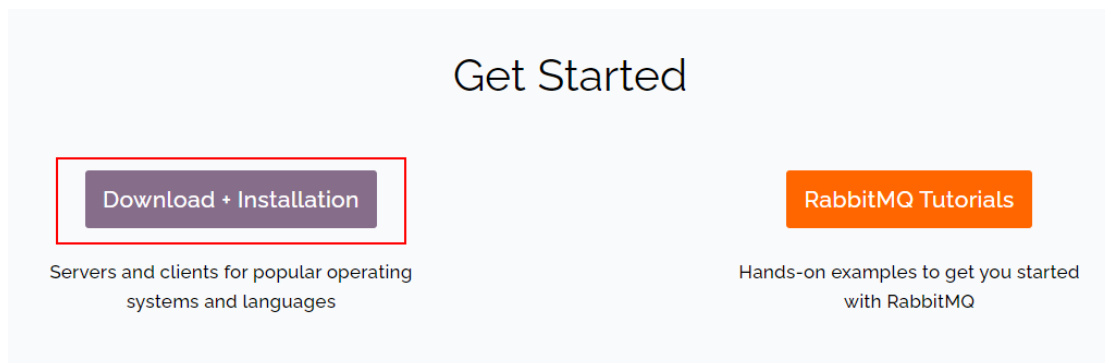 Get Started
Download + Installation
Servers and clients for popular operating
systems and languages
RabbitMQ Tutorials
Hands-on examples to get you started
with RabbitMQ